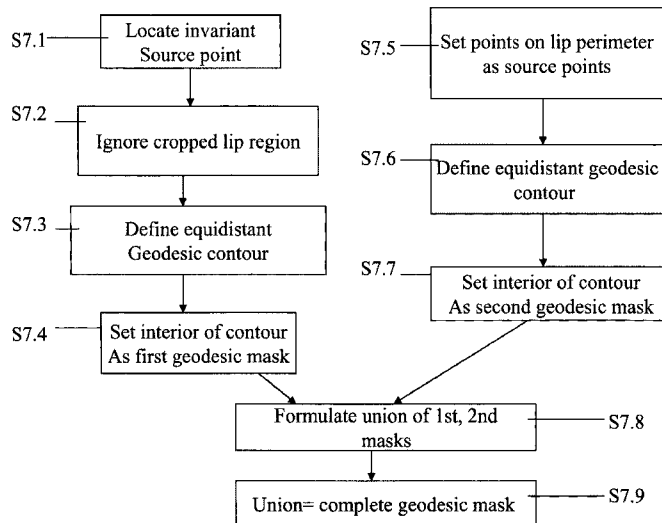 S7.1
Locate invariant
Source point
S7.2
Ignore cropped lip region
S7.3
Define equidistant
Geodesic contour
S7.4
Set interior of contour
As first geodesic mask
S7.5
Set points on lip perimeter
as source points
S7.6
Define equidistant geodesic
contour
S7.7
Set interior of contour
As second geodesic mask
Formulate union of 1st, 2nd
masks
S7.8
Union= complete geodesic mask
S7.9